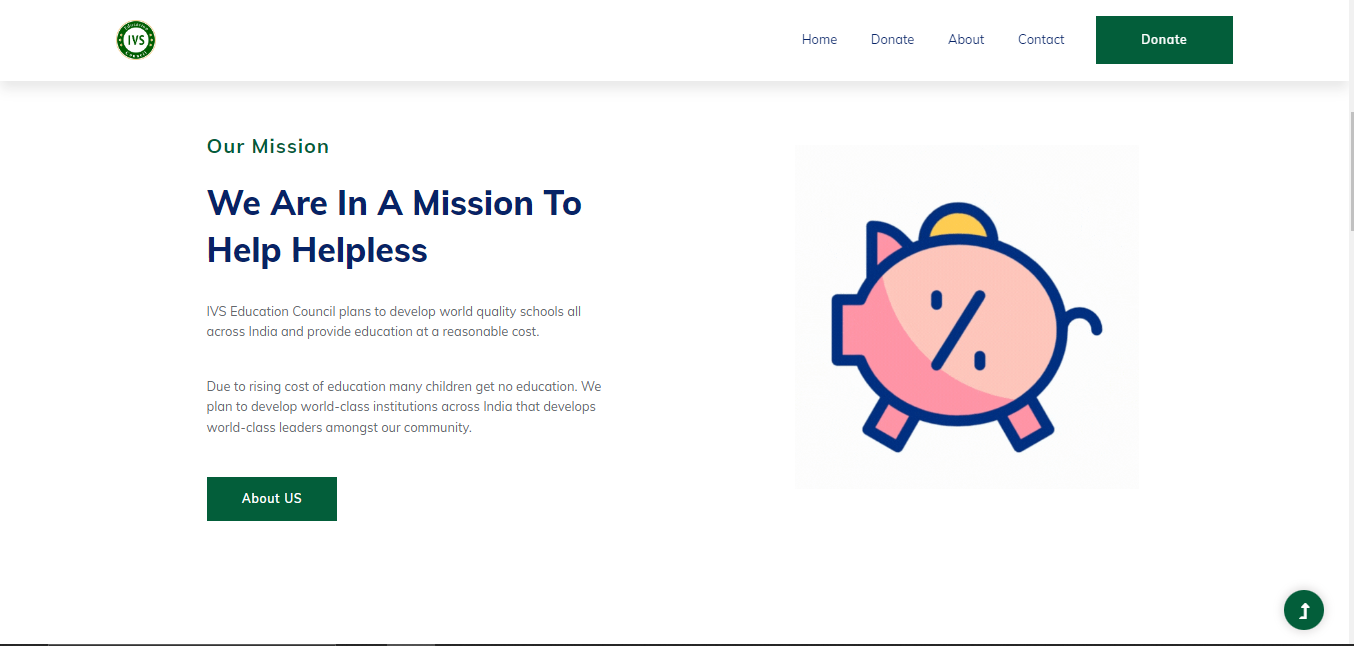 Education
IVS
Council
Home Donate About Contact Donate
Our Mission
We Are In A Mission To
Help Helpless
IVS Education Council plans to develop world quality schools all
across India and provide education at a reasonable cost.
Due to rising cost of education many children get no education. We
plan to develop world-class institutions across India that develops
world-class leaders amongst our community.
About US
%